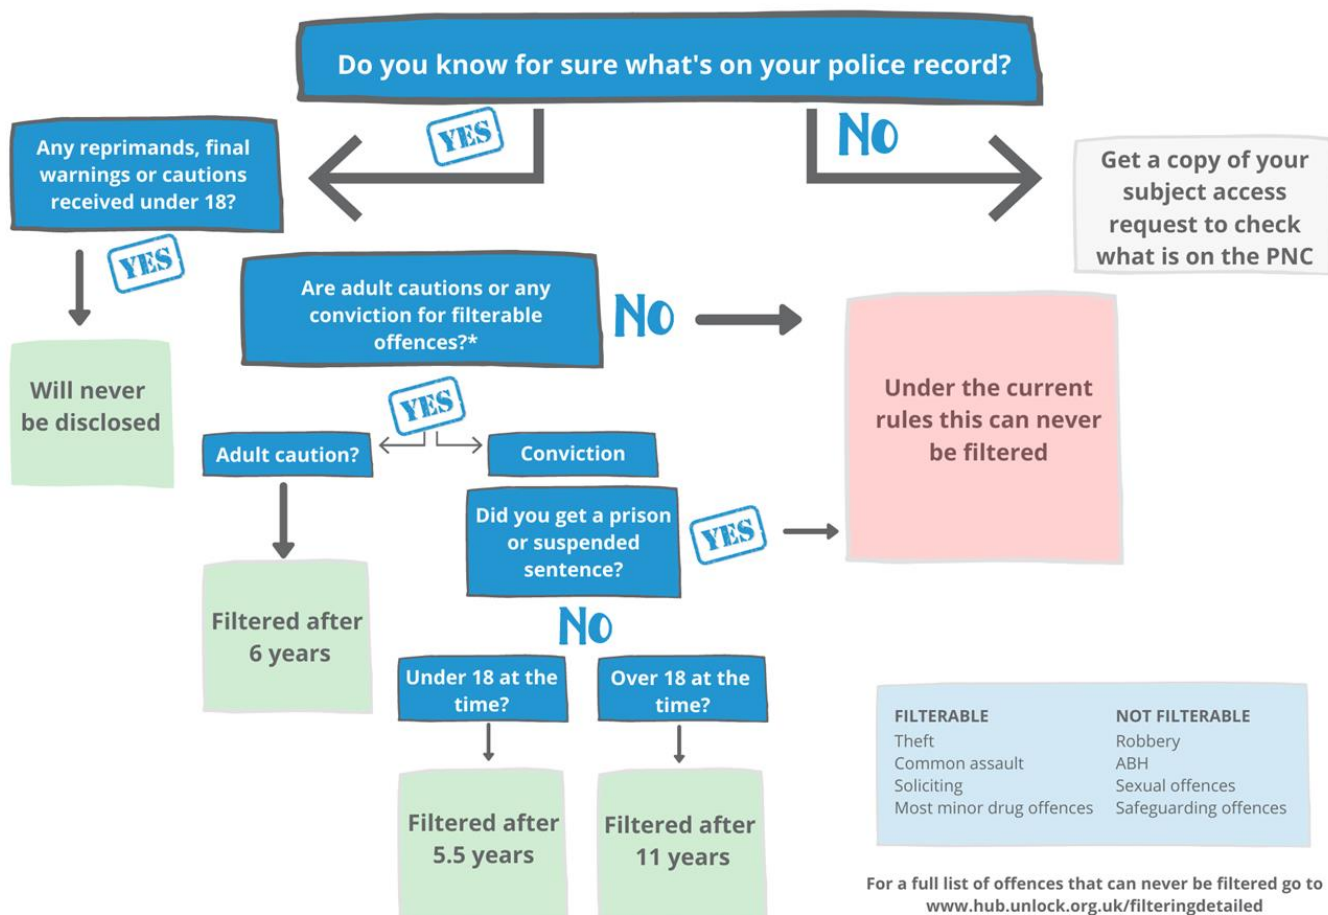 Do you know for sure what's on your police record?
YES
NO
Any reprimands, final
warnings or cautions
received under 18?
Get a copy of your
subject access
request to check
what is on the PNC
YES
Will never
be disclosed
Are adult cautions or any
conviction for filterable
offences?*
NO
Under the current
rules this can never
be filtered
YES
Adult caution?
Conviction
Filtered after
6 years
Did you get a prison
or suspended
sentence?
YES
NO
Under 18 at the
time?
Over 18 at the
time?
Filtered after
5.5 years
Filtered after
11 years
FILTERABLE
Theft
Common assault
Soliciting
Most minor drug offences
NOT FILTERABLE
Robbery
ABH
Sexual offences
Safeguarding offences
For a full list of offences that can never be filtered go to
www.hub.unlock.org.uk/filteringdetailed